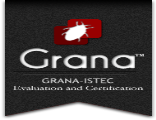 Grana™
GRANA-ISTEC
Evaluation and Certification